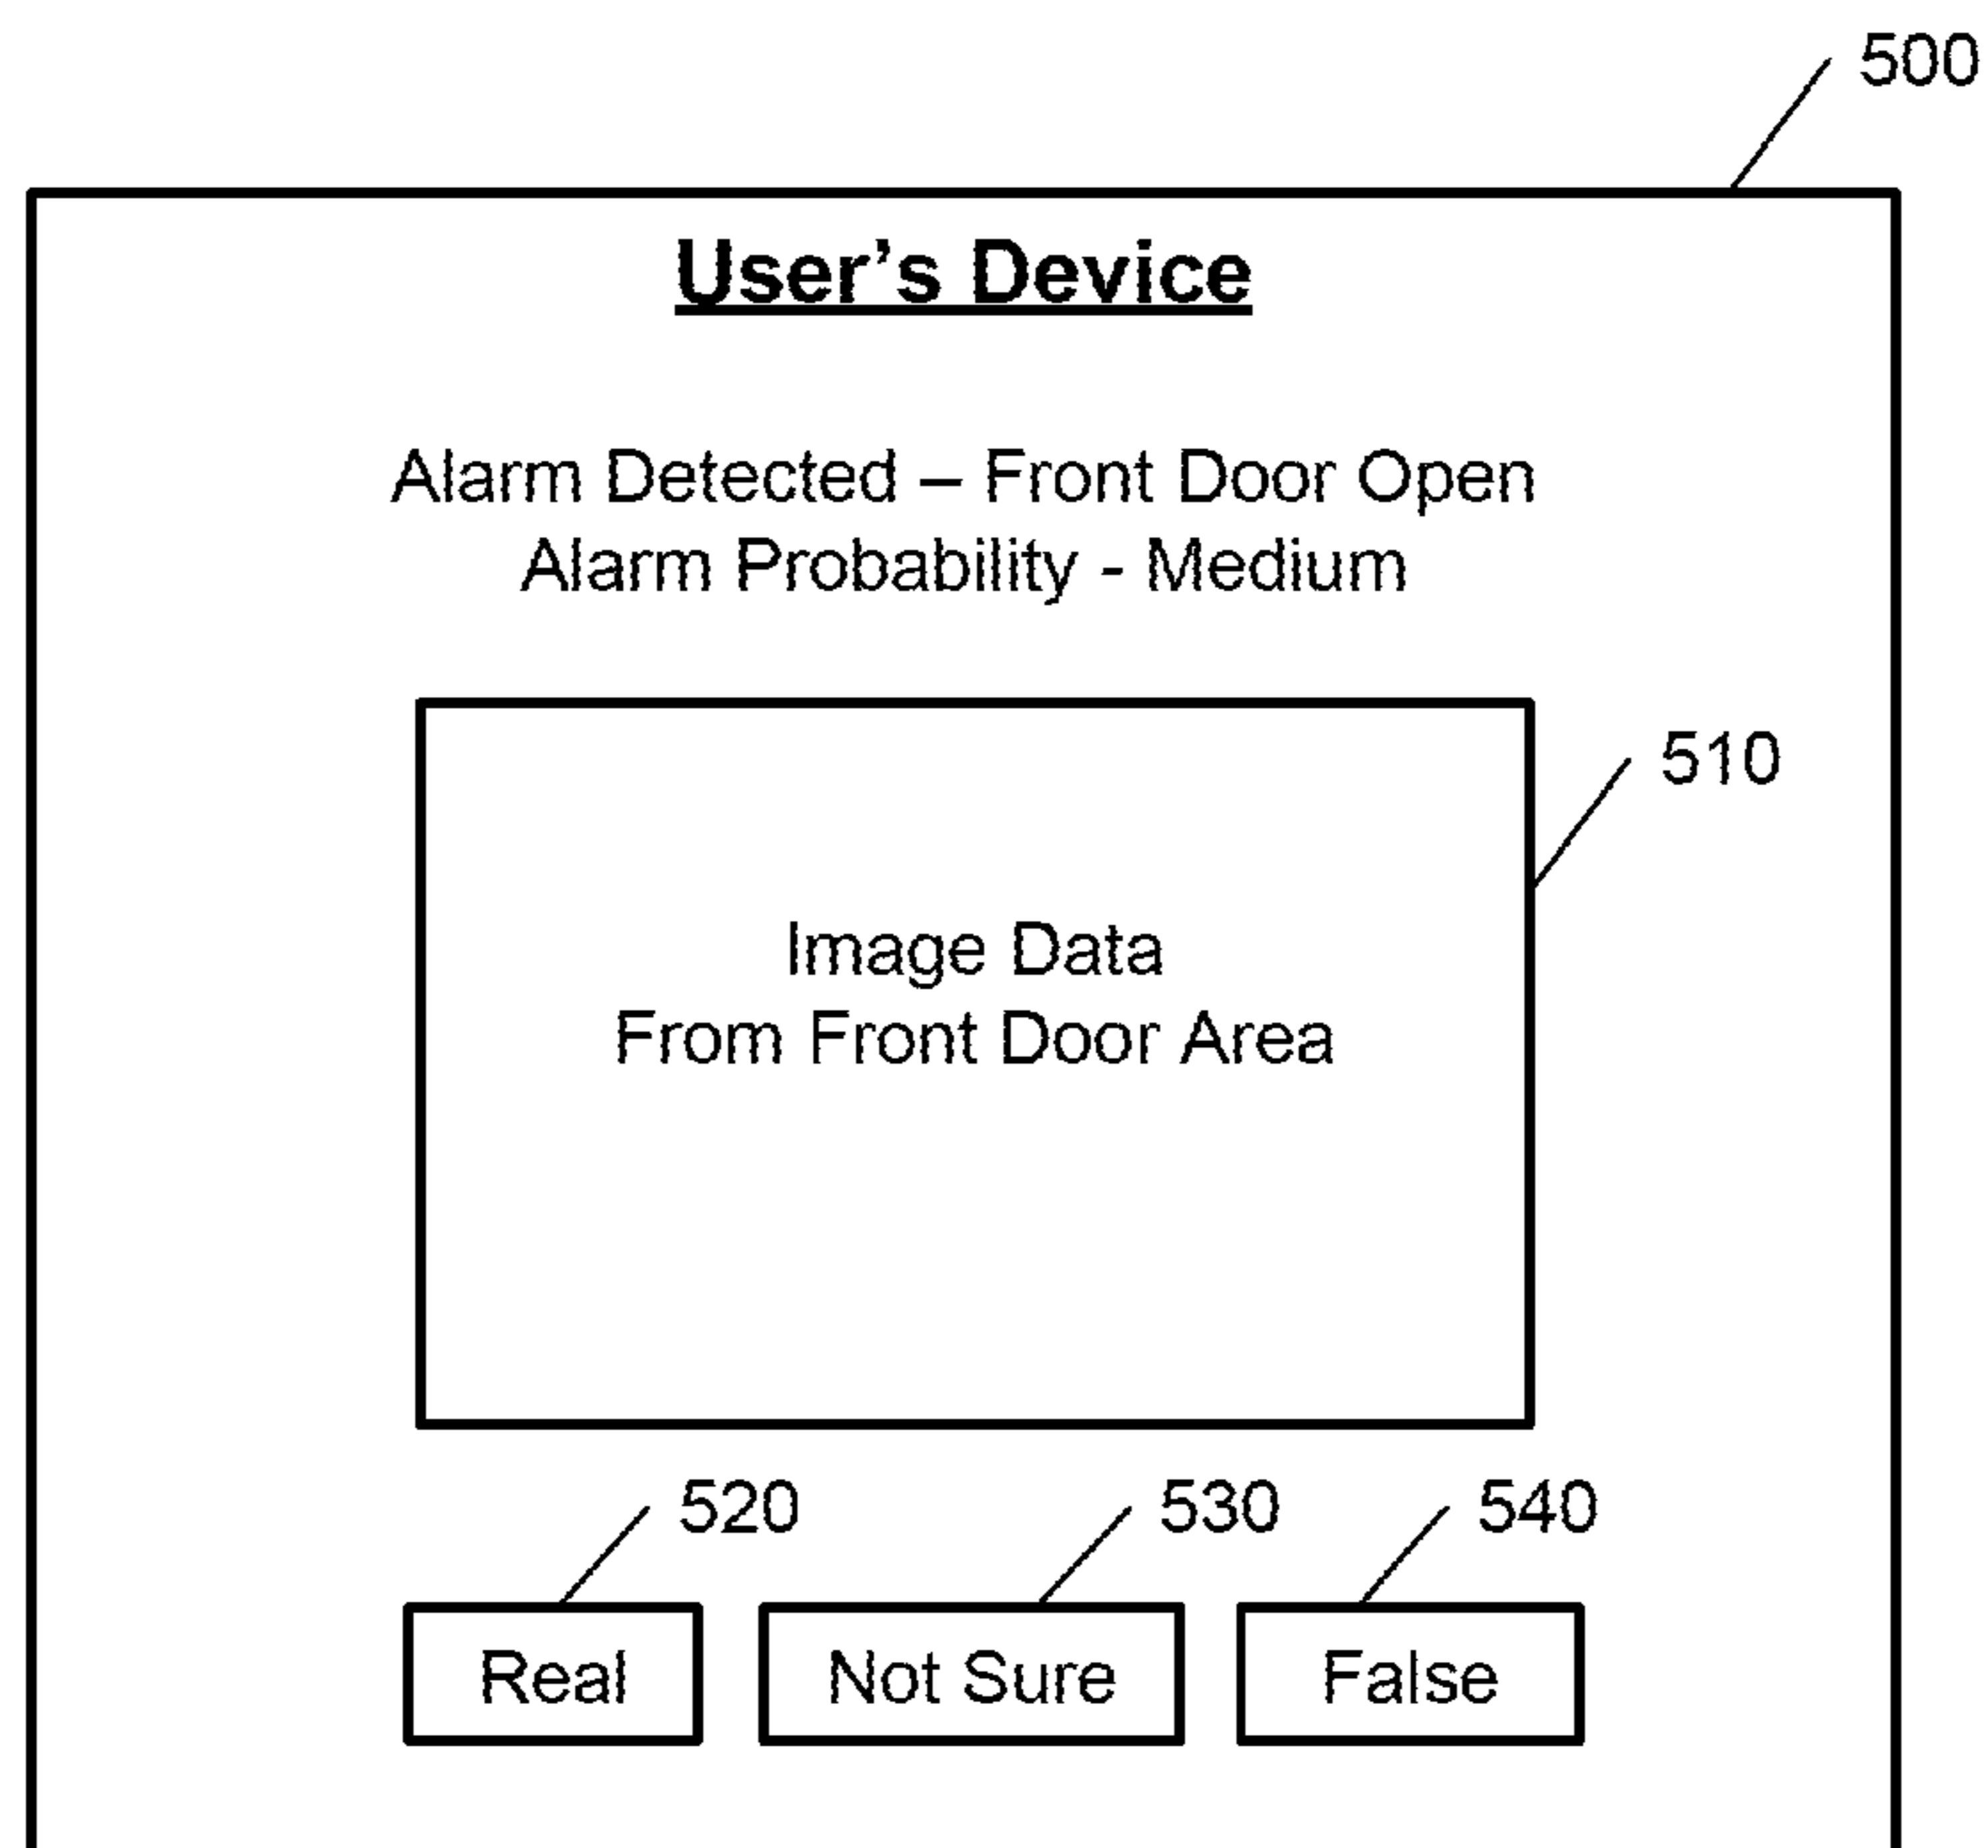 500
User’s Device
Alarm Detected – Front Door Open
Alarm Probability - Medium
510
Image Data
From Front Door Area
520 530 540
Real Not Sure False